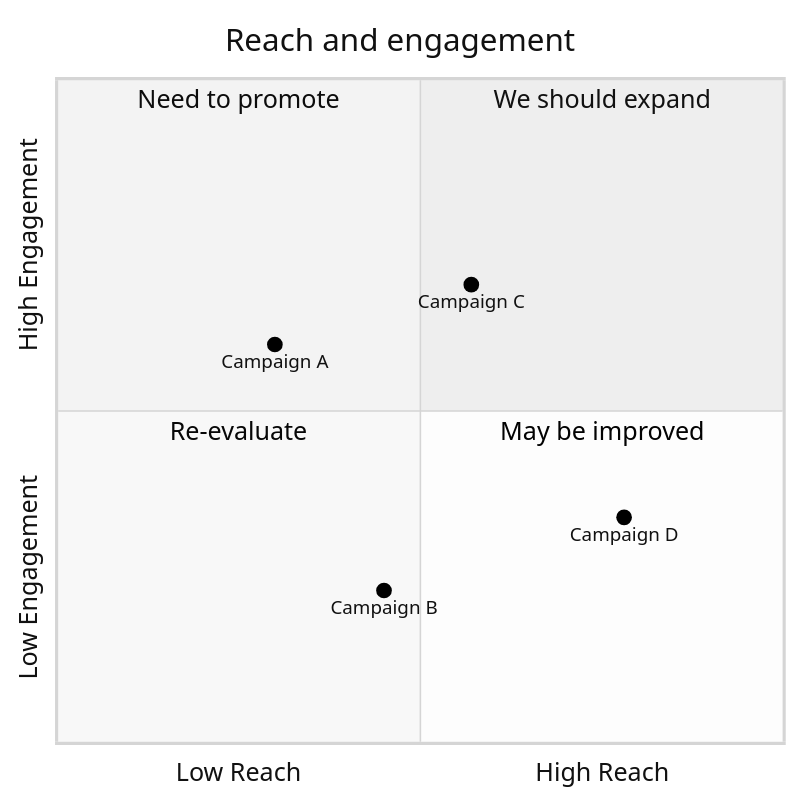 Reach and engagement
Need to promote
We should expand
High Engagement
Campaign C
Campaign A
Re-evaluate
May be improved
Low Engagement
Campaign D
Campaign B
Low Reach
High Reach